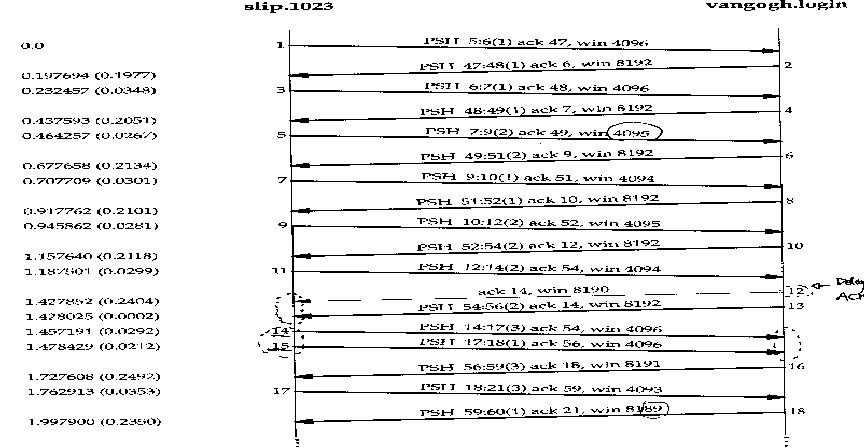 slip.1023 vangogh.login
0.0 1 PSH 5:6(1) ack 47, win 4096
0.197694 (0.1977) PSH 47:48(1) ack 6, win 8192 2
0.232457 (0.0348) 3 PSH 6:7(1) ack 48, win 4096
0.437593 (0.2051) PSH 48:49(1) ack 7, win 8192 4
0.464257 (0.0267) 5 PSH 7:9(2) ack 49, win 4095
0.677658 (0.2134) PSH 49:51(2) ack 9, win 8192 6
0.707709 (0.0301) 7 PSH 9:10(1) ack 51, win 4094
0.917762 (0.2101) PSH 51:52(1) ack 10, win 8192 8
0.945862 (0.0281) 9 PSH 10:12(2) ack 52, win 4095
1.157640 (0.2118) PSH 52:54(2) ack 12, win 8192 10
1.187501 (0.0299) 11 PSH 12:14(2) ack 54, win 4094
1.427852 (0.2404) ack 14, win 8190 12
1.428025 (0.0002) PSH 54:56(2) ack 14, win 8192 13
1.457191 (0.0292) 14 PSH 14:17(3) ack 54, win 4096
1.478429 (0.0212) 15 PSH 17:18(1) ack 56, win 4096
1.727608 (0.2492) PSH 56:59(3) ack 18, win 8191 16
1.762913 (0.0353) 17 PSH 18:21(3) ack 59, win 4093
1.997900 (0.2350) PSH 59:60(1) ack 21, win 8189 18